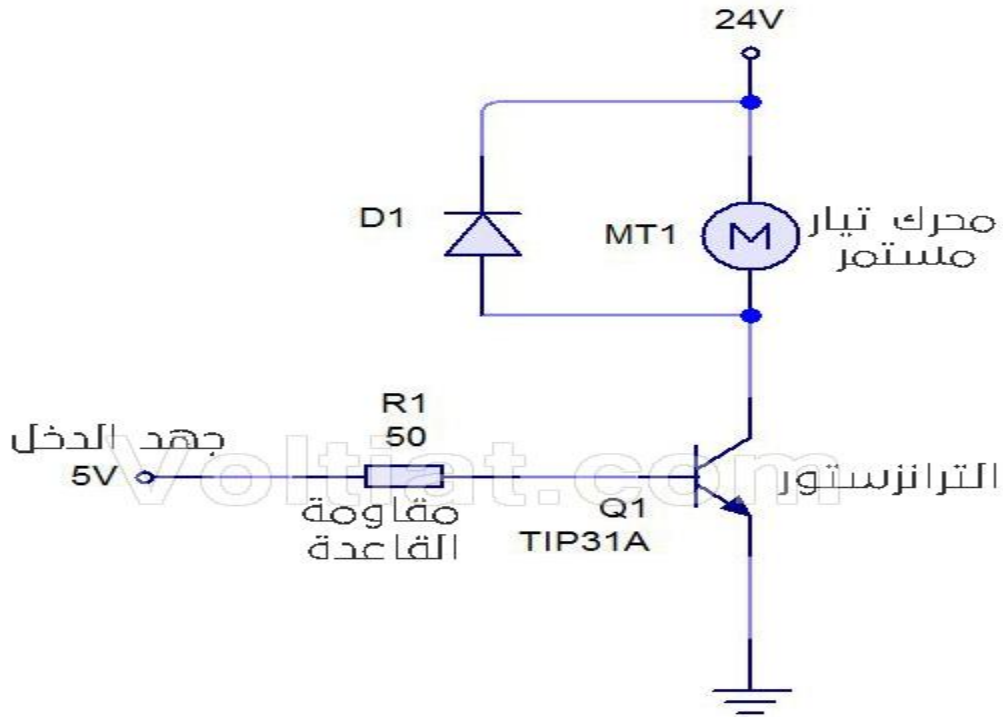 24V
D1
MT1
محرك تيار
مستمر
R1
50
جهد الدخل
5V
Voltiat.com
مقاومة
القاعدة
Q1
TIP31A
الترانزستور
M